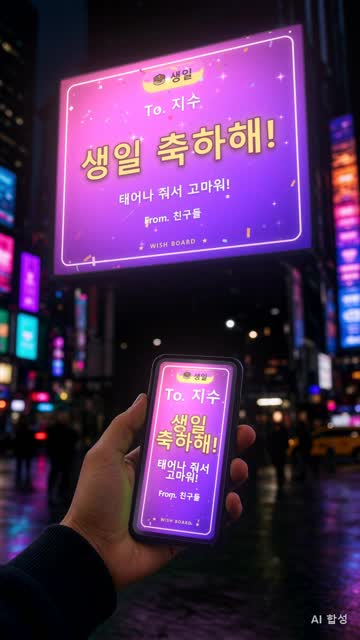 생일
To. 지수
생일 축하해!
태어나 줘서 고마워!
From. 친구들
WISH BOARD
생일
To. 지수
생일
축하해!
태어나 줘서
고마워!
From. 친구들
WISH BOARD
AI 합성